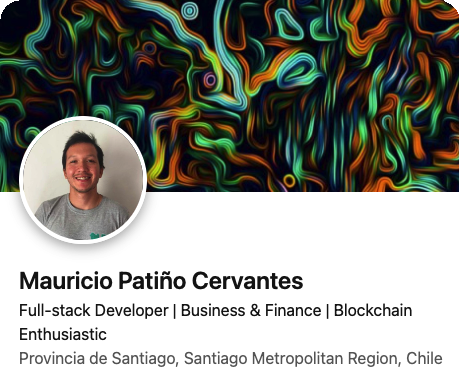 Mauricio Patiño Cervantes
Full-stack Developer | Business & Finance | Blockchain
Enthusiastic
Provincia de Santiago, Santiago Metropolitan Region, Chile